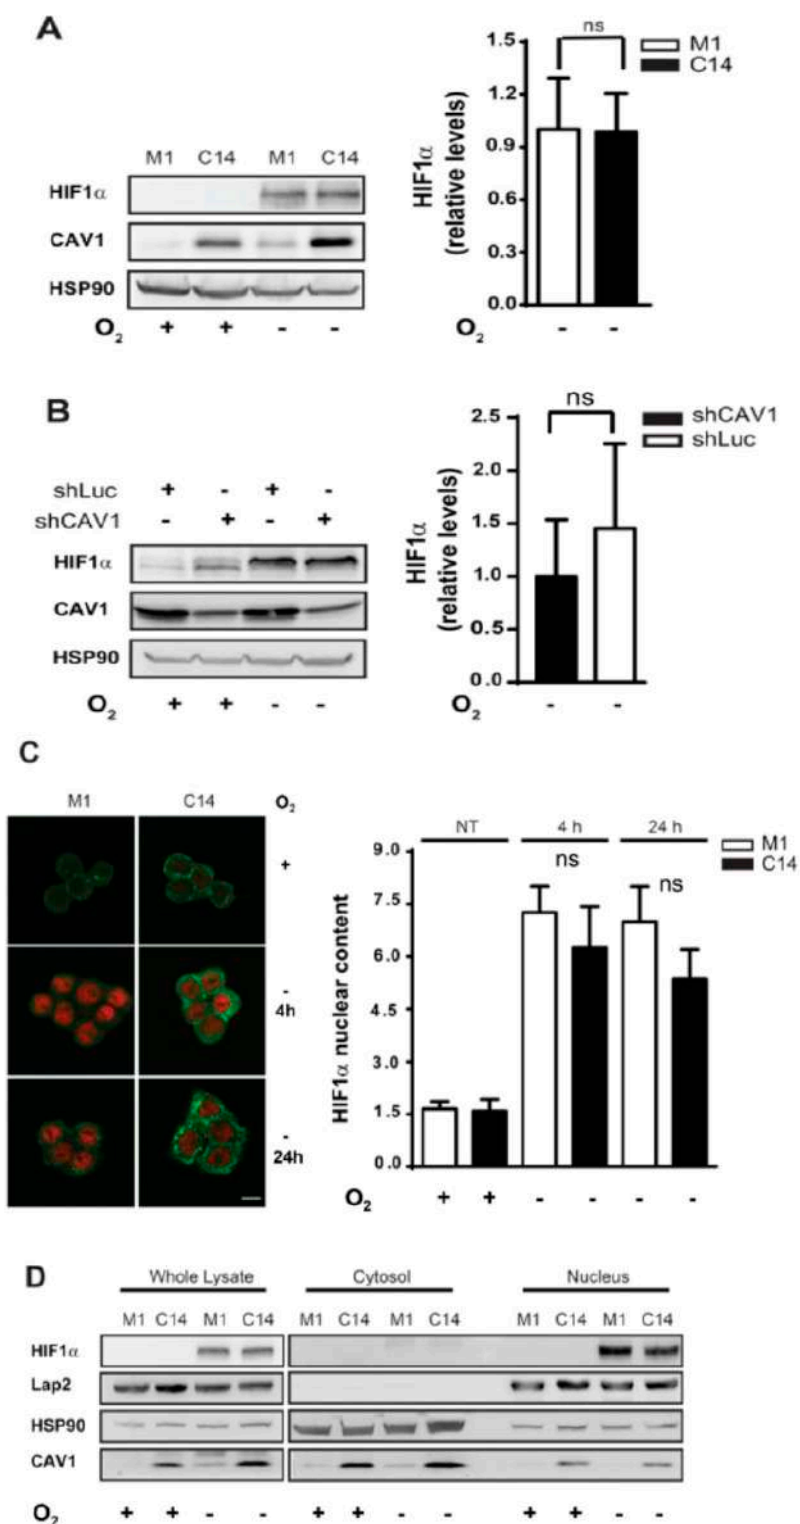 A
M1 C14 M1 C14
HIF1α
CAV1
HSP90
O2 + + - -
ns
M1
C14
HIF1α
(relative levels)
1.5
1.2
0.9
0.6
0.3
0.0
O2 - -
B
shLuc + - + -
shCAV1 - + - +
HIF1α
CAV1
HSP90
O2 + + - -
ns
shCAV1
shLuc
HIF1α
(relative levels)
2.5
2.0
1.5
1.0
0.5
0.0
O2 - -
C
M1 C14 O2
+
-
4h
-
24h
NT 4 h 24 h
ns
ns
M1
C14
HIF1α nuclear content
9.0
7.5
6.0
4.5
3.0
1.5
0.0
O2 + + - - - -
D
Whole Lysate Cytosol Nucleus
M1 C14 M1 C14 M1 C14 M1 C14 M1 C14 M1 C14
HIF1α
Lap2
HSP90
CAV1
O2 + + - - + + - - + + - -